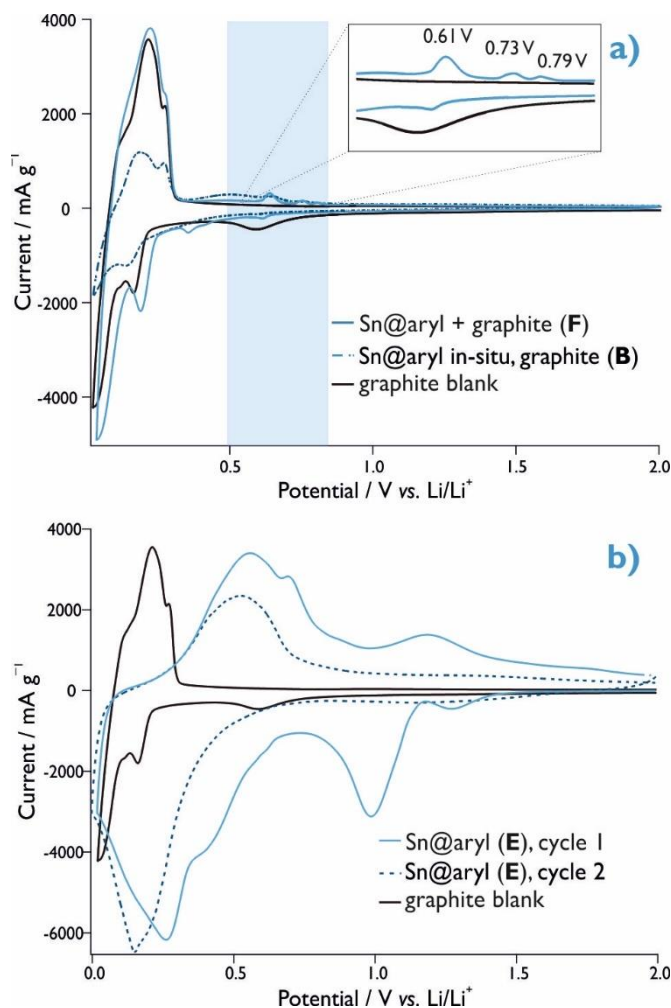 4000
2000
0
-2000
-4000
Current / mA g⁻¹
0.61 V
0.73 V
0.79 V
a)
Sn@aryl + graphite (F)
Sn@aryl in-situ, graphite (B)
graphite blank
0.5
1.0
1.5
2.0
Potential / V vs. Li/Li⁺
4000
2000
0
-2000
-4000
-6000
Current / mA g⁻¹
b)
Sn@aryl (E), cycle 1
Sn@aryl (E), cycle 2
graphite blank
0.0
0.5
1.0
1.5
2.0
Potential / V vs. Li/Li⁺